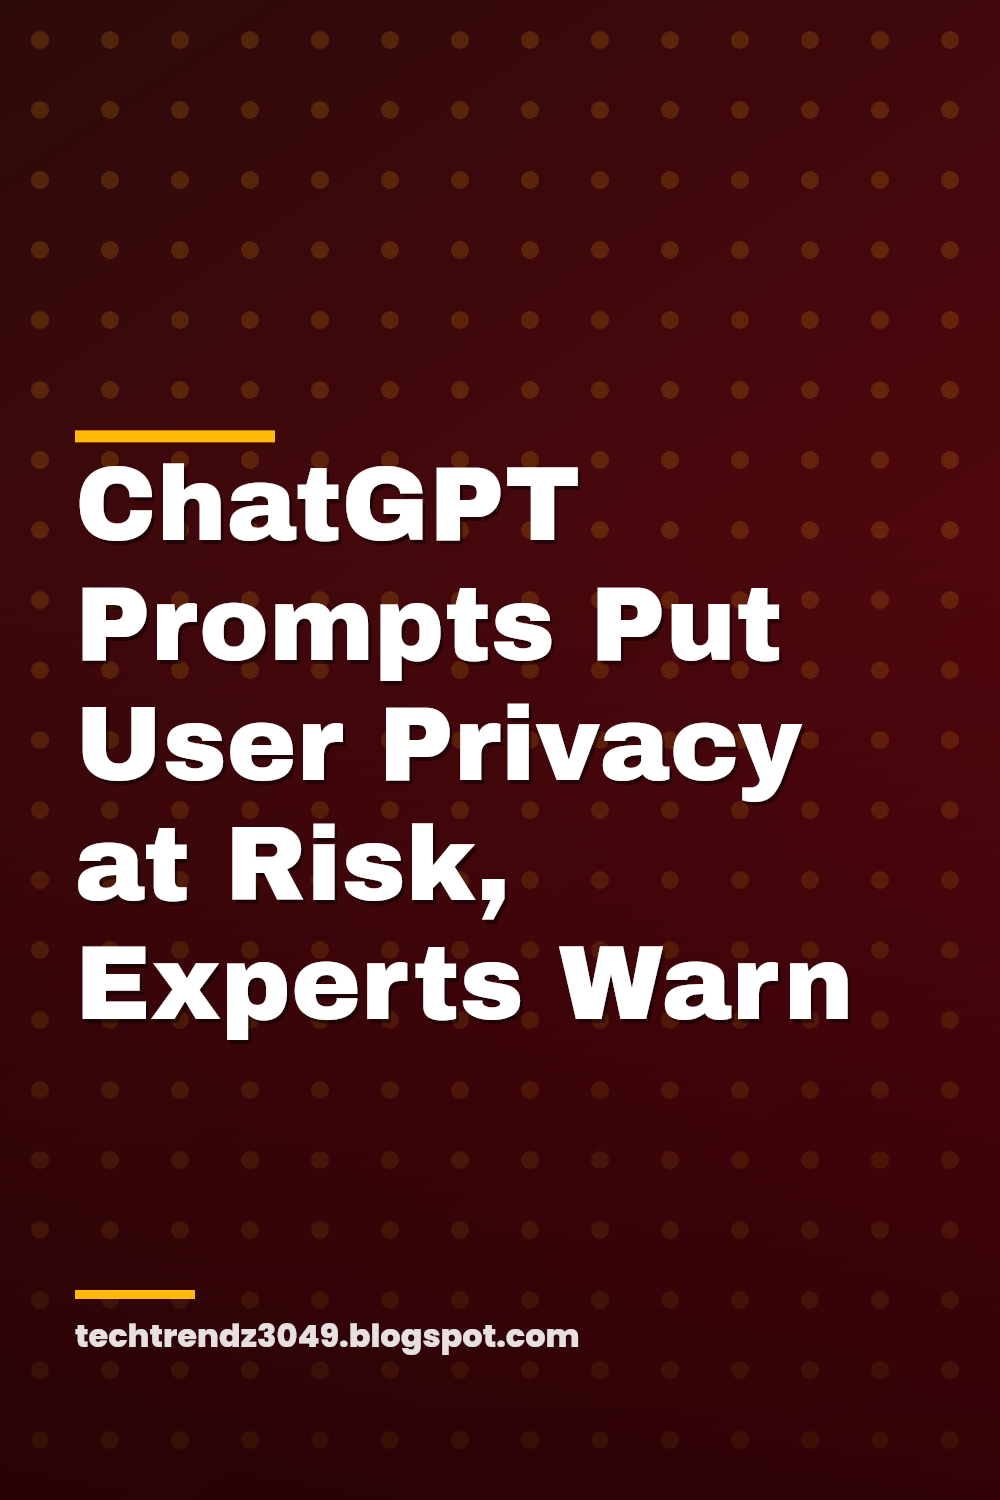 ChatGPT
Prompts Put
User Privacy
at Risk,
Experts Warn
techtrendz3049.blogspot.com